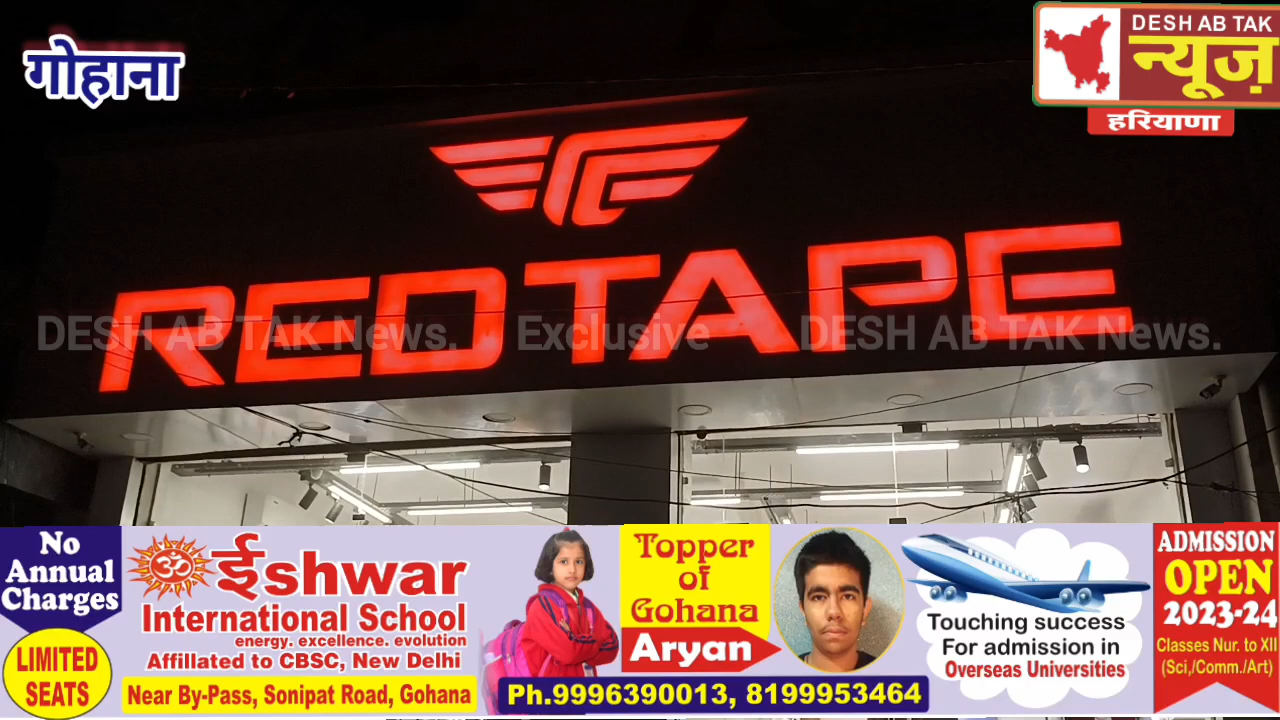 गोहाना
DESH AB TAK
न्यूज़
हरियाणा
REDTAPE
DESH AB TAK News. Exclusive DESH AB TAK News.
No
Annual
Charges
LIMITED
SEATS
ईshwar
International School
energy. excellence. evolution
Affillated to CBSC, New Delhi
Near By-Pass, Sonipat Road, Gohana
Topper
of
Gohana
Aryan
Ph.9996390013, 8199953464
Touching success
For admission in
Overseas Universities
ADMISSION
OPEN
2023-24
Classes Nur. to XII
(Sci,/Comm./Art)